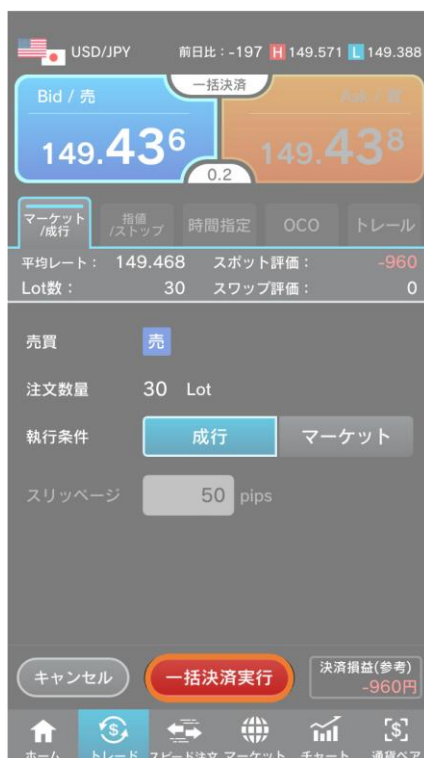 USD/JPY 前日比：-197 H 149.571 L 149.388
一括決済
Bid / 売 Ask / 買
149.436 149.438
0.2
マーケット/成行 指値/ストップ 時間指定 OCO トレール
平均レート： 149.468 スポット評価： -960
Lot数： 30 スワップ評価： 0
売買 売
注文数量 30 Lot
執行条件 成行 マーケット
スリッページ 50 pips
キャンセル 一括決済実行 決済損益(参考)
-960円
ホーム トレード スピード注文 マーケット チャート 通貨ペア